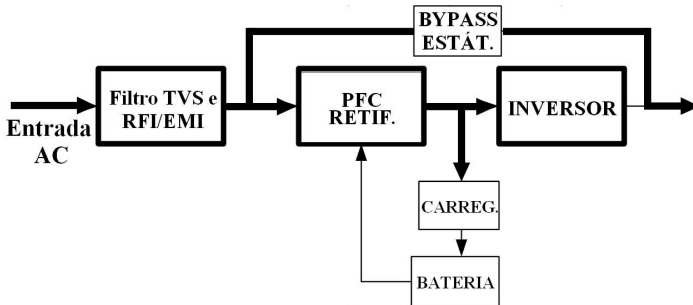 BYPASS
ESTÁT.
Filtro TVS e
RFI/EMI
PFC
RETIF.
INVERSOR
Entrada
AC
CARREG.
BATERIA